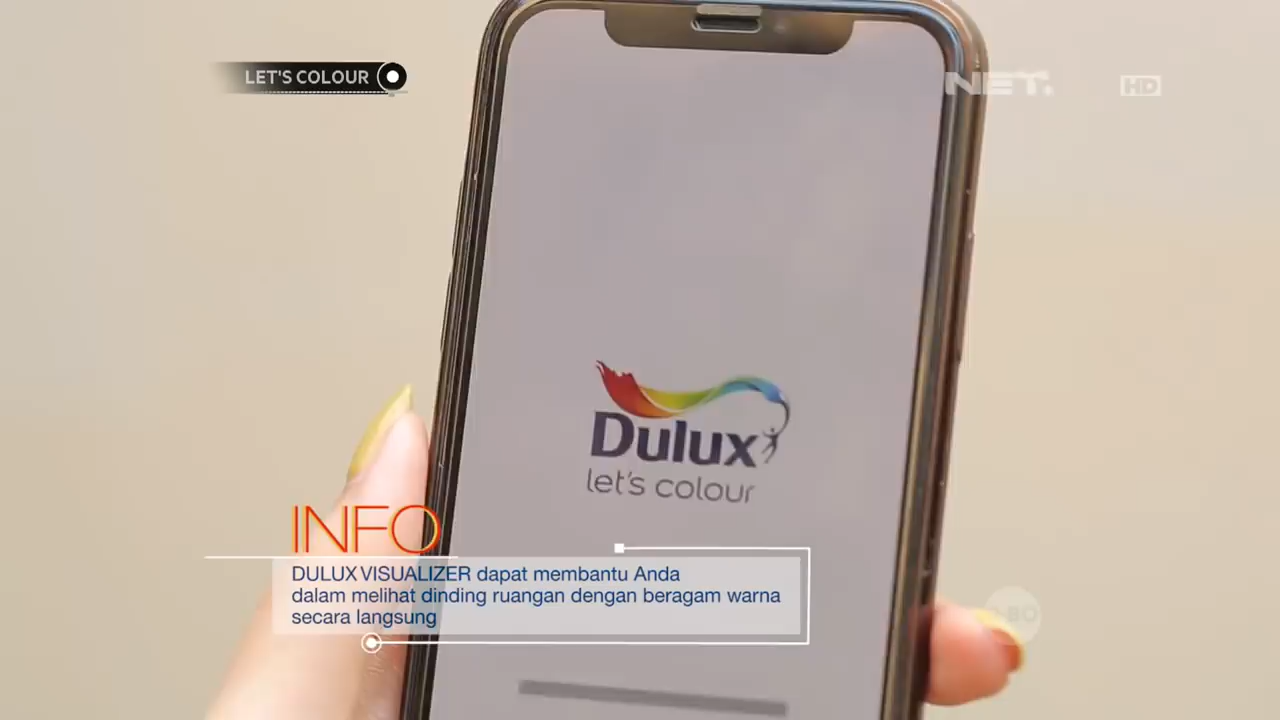 LET'S COLOUR
NET.
HD
Dulux
let's colour
INFO
DULUX VISUALIZER dapat membantu Anda
dalam melihat dinding ruangan dengan beragam warna
secara langsung